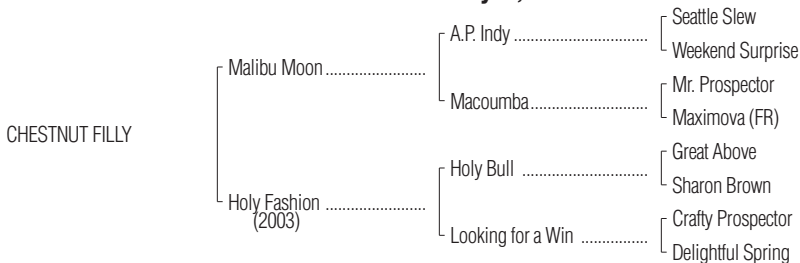 CHESTNUT FILLY
Malibu Moon ........................
A.P. Indy ................................
Seattle Slew
Weekend Surprise
Macoumba............................
Mr. Prospector
Maximova (FR)
Holy Fashion ........................
(2003)
Holy Bull ..............................
Great Above
Sharon Brown
Looking for a Win ................
Crafty Prospector
Delightful Spring